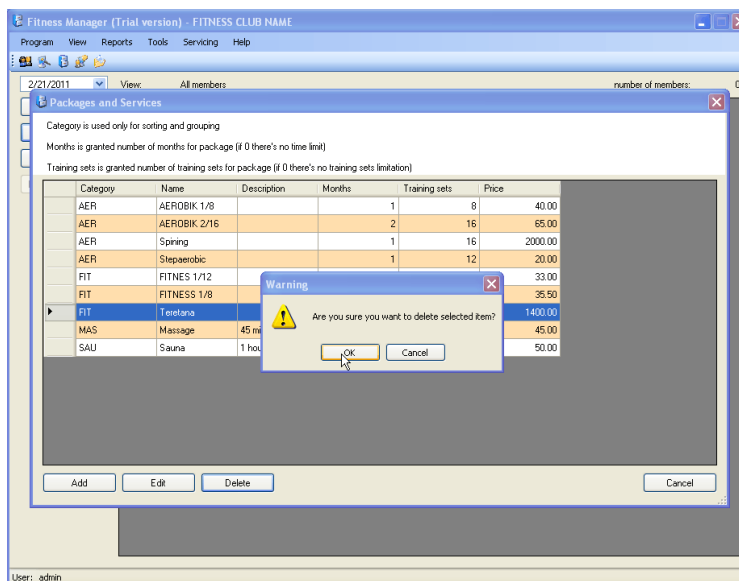 Fitness Manager (Trial version) - FITNESS CLUB NAME
Program View Reports Tools Servicing Help
2/21/2011 View: All members number of members: 0
Packages and Services
Category is used only for sorting and grouping
Months is granted number of months for package (if 0 there's no time limit)
Training sets is granted number of training sets for package (if 0 there's no training sets limitation)
Category Name Description Months Training sets Price
AER AEROBIK 1/8 1 8 40.00
AER AEROBIK 2/16 2 16 65.00
AER Spining 1 16 2000.00
AER Stepaerobic 1 12 20.00
FIT FITNES 1/12 33.00
FIT FITNESS 1/8 35.50
FIT Teretana 1400.00
MAS Massage 45 mi 45.00
SAU Sauna 1 hou 50.00
Warning
Are you sure you want to delete selected item?
OK Cancel
Add Edit Delete Cancel
User: admin